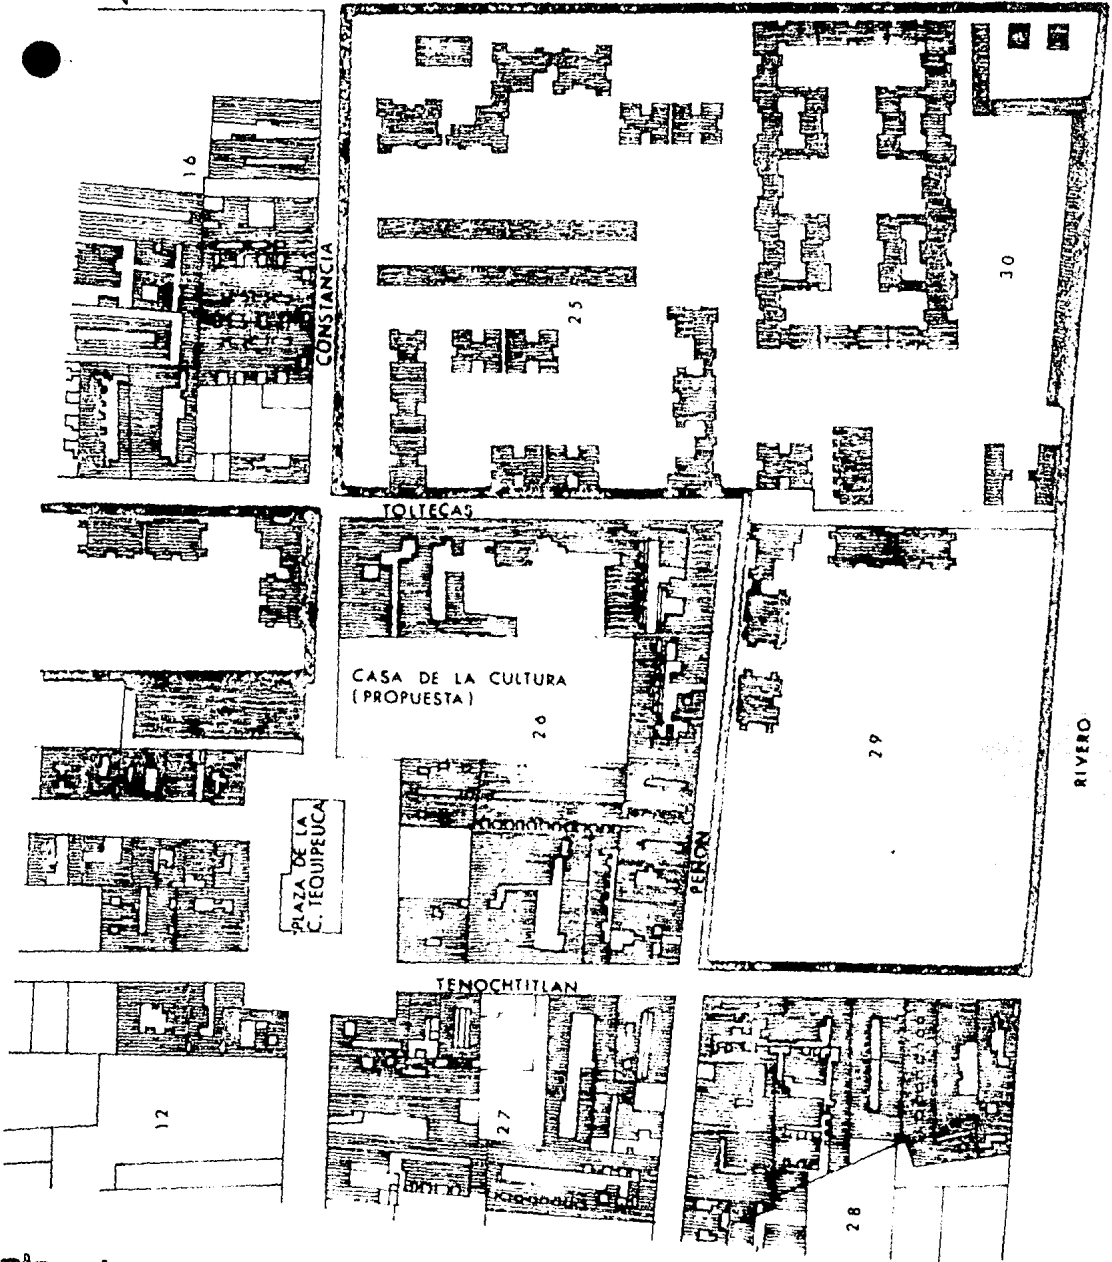 16
CONSTANCIA
25
30
TOLTECAS
CASA DE LA CULTURA
(PROPUESTA)
26
29
RIVERO
PLAZA DE LA
C. TEQUIPEUCA
PEÑON
TENOCHTITLAN
12
27
28